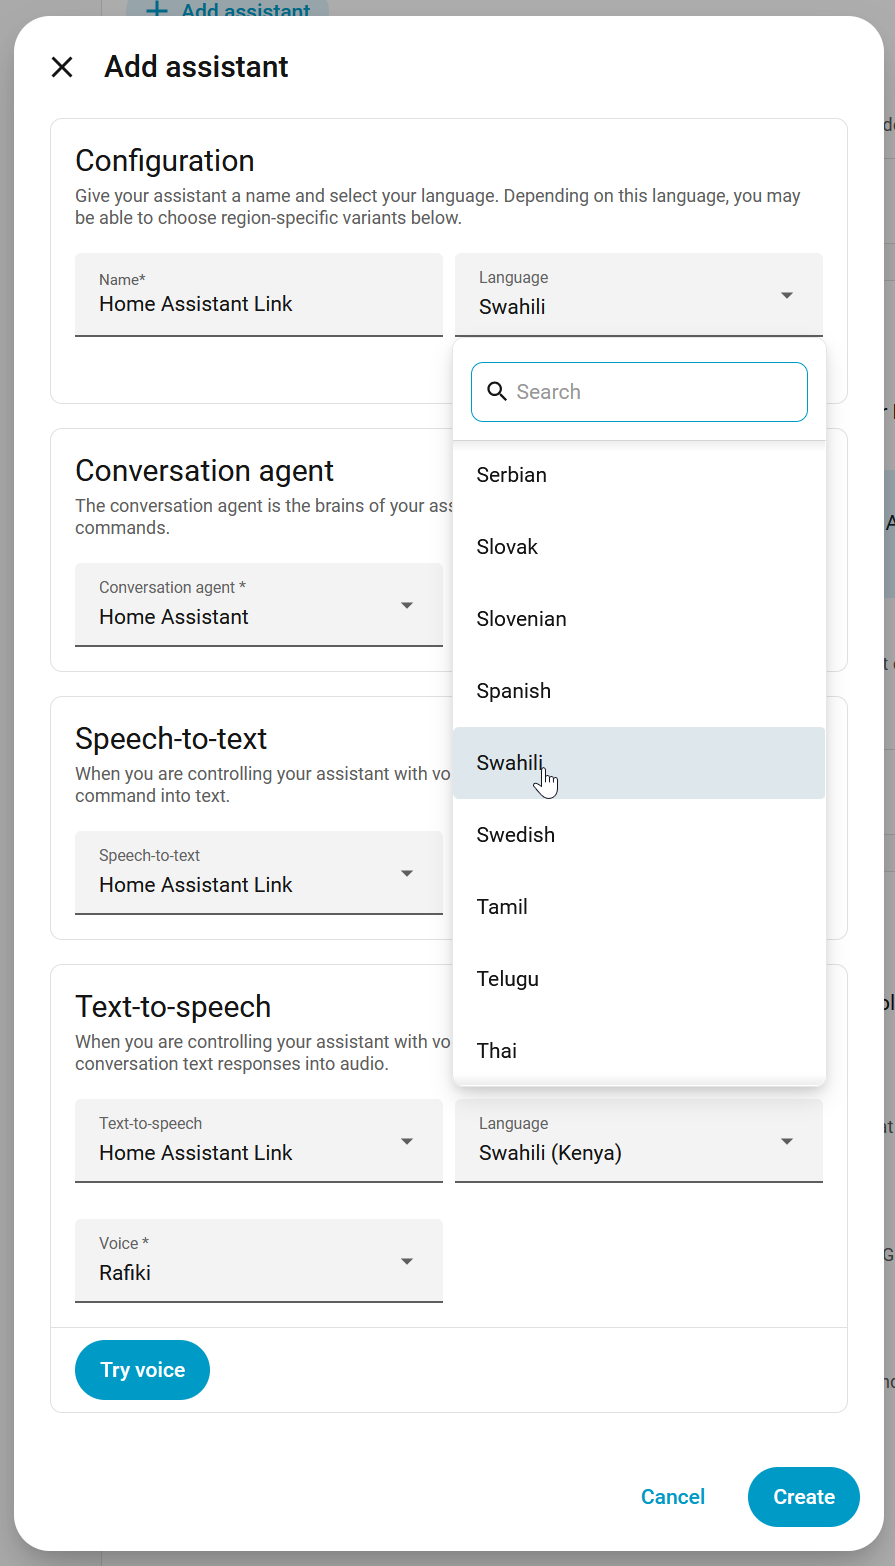 Add assistant
Add assistant
Configuration
Give your assistant a name and select your language. Depending on this language, you may
be able to choose region-specific variants below.
Name*
Home Assistant Link
Language
Swahili
Search
Serbian
Slovak
Slovenian
Spanish
Swahili
Swedish
Tamil
Telugu
Thai
Conversation agent
The conversation agent is the brains of your
commands.
Conversation agent *
Home Assistant
Speech-to-text
When you are controlling your assistant with
command into text.
Speech-to-text
Home Assistant Link
Text-to-speech
When you are controlling your assistant with
conversation text responses into audio.
Text-to-speech
Home Assistant Link
Language
Swahili (Kenya)
Voice *
Rafiki
Try voice
Cancel
Create